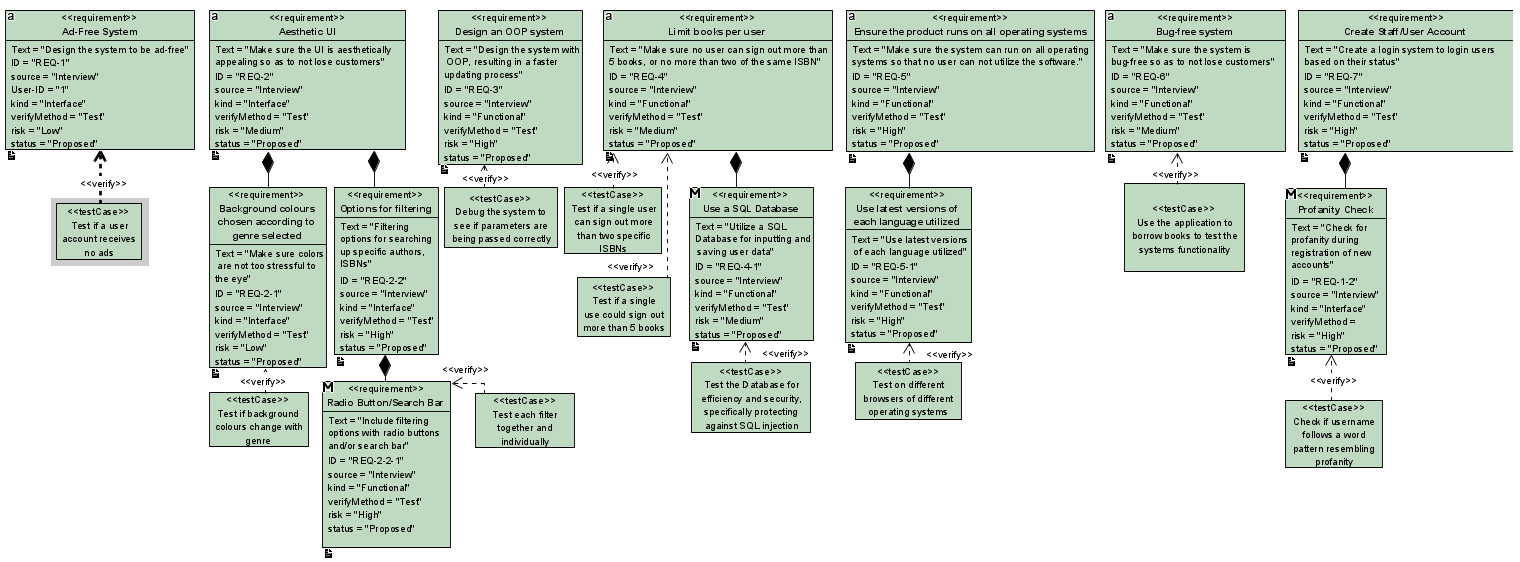 a
<<requirement>>
Ad-Free System
Text = "Design the system to be ad-free"
ID = "REQ-1"
source = "Interview
User-ID = "1"
kind = "Interface"
verifyMethod = "Test"
risk = "Low"
status = "Proposed"
<<verify>>
<<testCase>>
Test if a user
account receives
no ads
a
<<requirement>>
Aesthetic UI
Text = "Make sure the UI is aesthetically
appealing so as to not lose customers"
ID = "REQ-2"
source = "Interview
kind = "Interface"
verifyMethod = "Test"
risk = "Medium"
status = "Proposed"
<<requirement>>
Background colours
chosen according to
genre selected
Text = "Make sure colors
are not too stressful to
the eye"
ID = "REQ-2-1"
source = "Interview
kind = "Interface"
verifyMethod = "Test"
risk = "Low"
status = "Proposed"
<<verify>>
<<testCase>>
Test if background
colours change with
genre
<<requirement>>
Options for filtering
Text = "Filtering
options for searching
up specific authors,
ISBNs"
ID = "REQ-2-2"
source = "Interview
kind = "Interface"
verifyMethod = "Test"
risk = "High"
status = "Proposed"
M
<<requirement>>
Radio Button/Search Bar
Text = "Include filtering
options with radio buttons
and/or search bar"
ID = "REQ-2-2-1"
source = "Interview
kind = "Functional"
verifyMethod = "Test"
risk = "High"
status = "Proposed"
<<verify>>
<<testCase>>
Test each filter
together and
individually
<<requirement>>
Design an OOP system
Text = "Design the system with
OOP, resulting in a faster
updating process"
ID = "REQ-3"
source = "Interview
kind = "Functional"
verifyMethod = "Test"
risk = "High"
status = "Proposed"
<<verify>>
<<testCase>>
Debug the system to
see if parameters are
being passed correctly
a
<<requirement>>
Limit books per user
Text = "Make sure no user can sign out more than
5 books, or no more than two of the same ISBN"
ID = "REQ-4"
source = "Interview
kind = "Functional"
verifyMethod = "Test"
risk = "Medium"
status = "Proposed"
<<verify>>
<<testCase>>
Test if a single user
can sign out more
than two specific
ISBNs
<<verify>>
<<testCase>>
Test if a single
use could sign out
more than 5 books
M
<<requirement>>
Use a SQL Database
Text = "Utilize a SQL
Database for inputting and
saving user data"
ID = "REQ-4-1"
source = "Interview
kind = "Functional"
verifyMethod = "Test"
risk = "Medium"
status = "Proposed"
<<verify>>
<<testCase>>
Test the Database for
efficiency and security,
specifically protecting
against SQL injection
a
<<requirement>>
Ensure the product runs on all operating systems
Text = "Make sure the system can run on all operating
systems so that no user can not utilize the software."
ID = "REQ-5"
source = "Interview
kind = "Functional"
verifyMethod = "Test"
risk = "High"
status = "Proposed"
<<requirement>>
Use latest versions of
each language utilized
Text = "Use latest versions
of each language utilized"
ID = "REQ-5-1"
source = "Interview
kind = "Functional"
verifyMethod = "Test"
risk = "High"
status = "Proposed"
<<verify>>
<<testCase>>
Test on different
browsers of different
operating systems
a
<<requirement>>
Bug-free system
Text = "Make sure the system is
bug-free so as to not lose customers"
ID = "REQ-6"
source = "Interview
kind = "Functional"
verifyMethod = "Test"
risk = "Medium"
status = "Proposed"
<<verify>>
<<testCase>>
Use the application to
borrow books to test the
systems functionality
<<requirement>>
Create Staff/User Account
Text = "Create a login system to login users
based on their status"
ID = "REQ-7"
source = "Interview
kind = "Functional"
verifyMethod = "Test"
risk = "High"
status = "Proposed"
M
<<requirement>>
Profanity Check
Text = "Check for
profanity during
registration of new
accounts"
ID = "REQ-1-2"
source = "Interview
kind = "Interface"
verifyMethod =
risk = "High"
status = "Proposed"
<<verify>>
<<testCase>>
Check if username
follows a word
pattern resembling
profanity